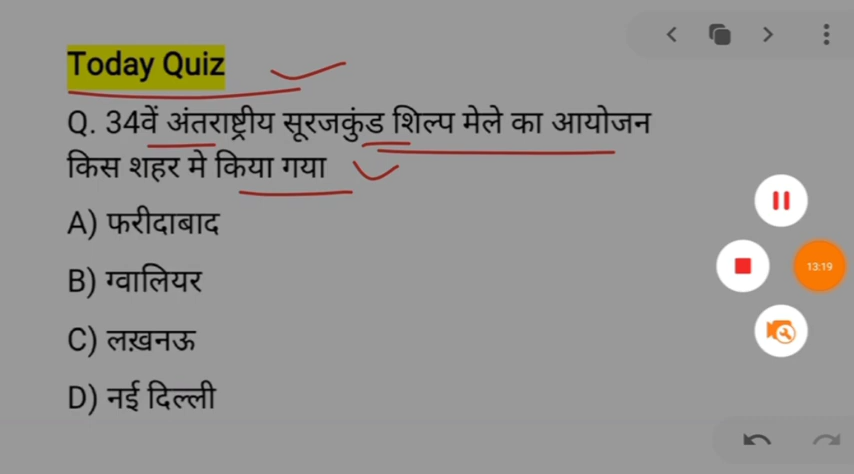 Today Quiz
Q. 34वें अंतराष्ट्रीय सूरजकुंड शिल्प मेले का आयोजन
किस शहर मे किया गया
A) फरीदाबाद
B) ग्वालियर
C) लख़नऊ
D) नई दिल्ली
13:19